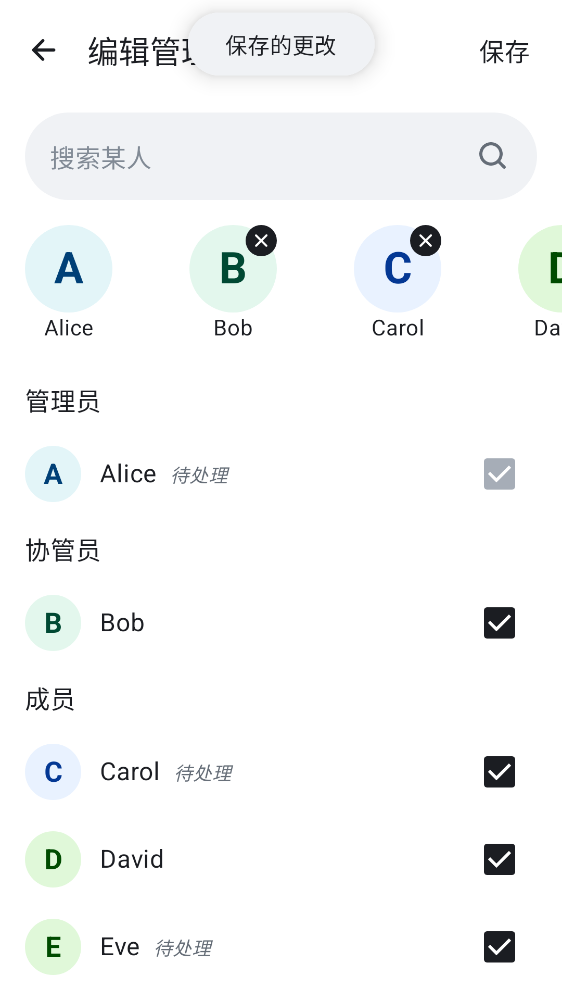 编辑管理
保存的更改
保存
搜索某人
A
B
C
D
Alice
Bob
Carol
Da
管理员
A
Alice 待处理
协管员
B
Bob
成员
C
Carol 待处理
D
David
E
Eve 待处理